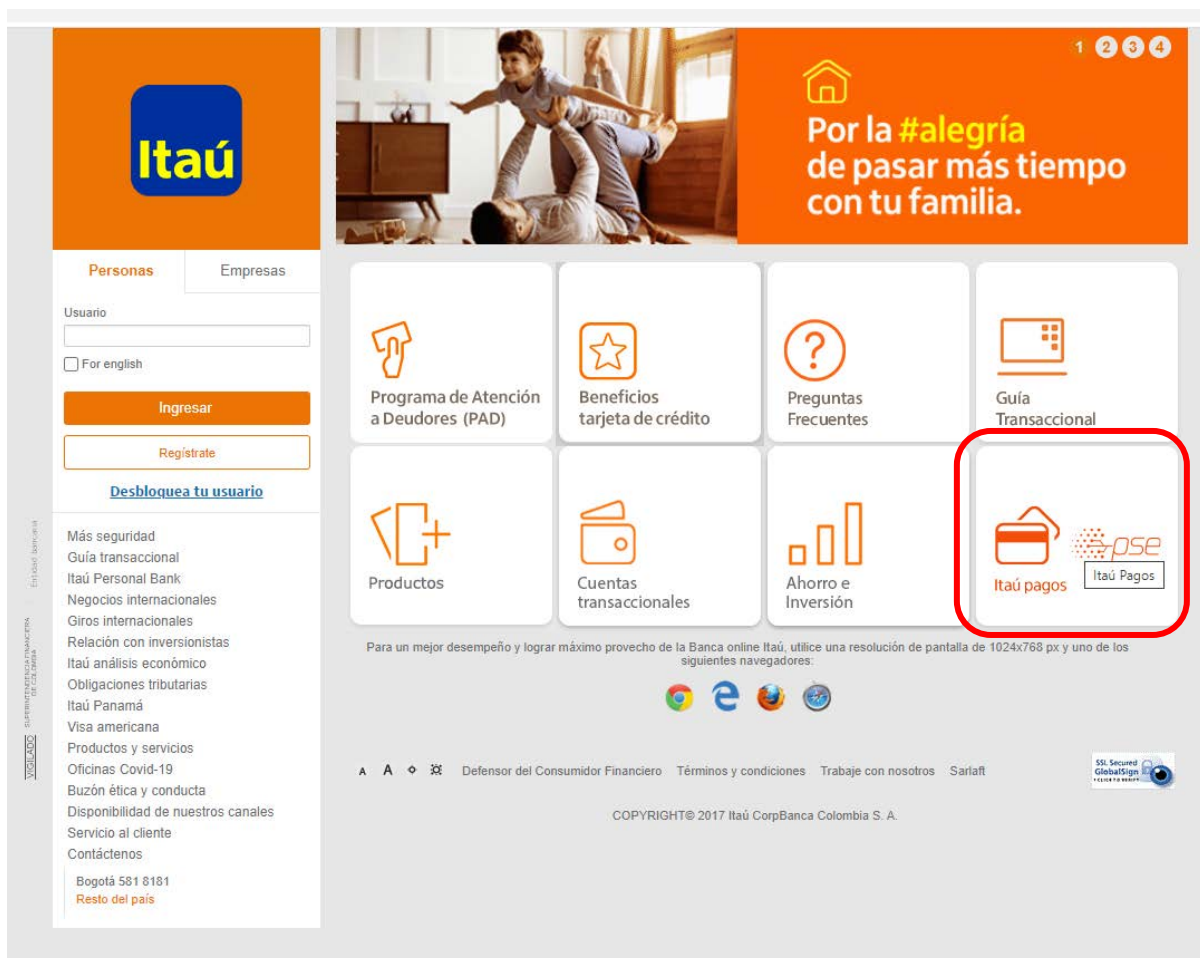 Itaú
1 2 3 4
Por la #alegría
de pasar más tiempo
con tu familia.
Personas
Empresas
Usuario
For english
Ingresar
Regístrate
Desbloquea tu usuario
Más seguridad
Guía transaccional
Itaú Personal Bank
Negocios internacionales
Giros internacionales
Relación con inversionistas
Itaú análisis económico
Obligaciones tributarias
Itaú Panamá
Visa americana
Productos y servicios
Oficinas Covid-19
Buzón ética y conducta
Disponibilidad de nuestros canales
Servicio al cliente
Contáctenos
Bogotá 581 8181
Resto del país
Programa de Atención
a Deudores (PAD)
Beneficios
tarjeta de crédito
Preguntas
Frecuentes
Guía
Transaccional
Productos
Cuentas
transaccionales
Ahorro e
Inversión
Itaú pagos
pse
Itaú Pagos
Para un mejor desempeño y lograr máximo provecho de la Banca online Itaú, utilice una resolución de pantalla de 1024x768 px y uno de los
siguientes navegadores:
A A
Defensor del Consumidor Financiero Términos y condiciones Trabaje con nosotros Sarlaft
SSL Secured
GlobalSign
COPYRIGHT© 2017 Itaú CorpBanca Colombia S. A.
VIGILADO
SUPERINTENDENCIA FINANCIERA
DE COLOMBIA
Entidad bancaria